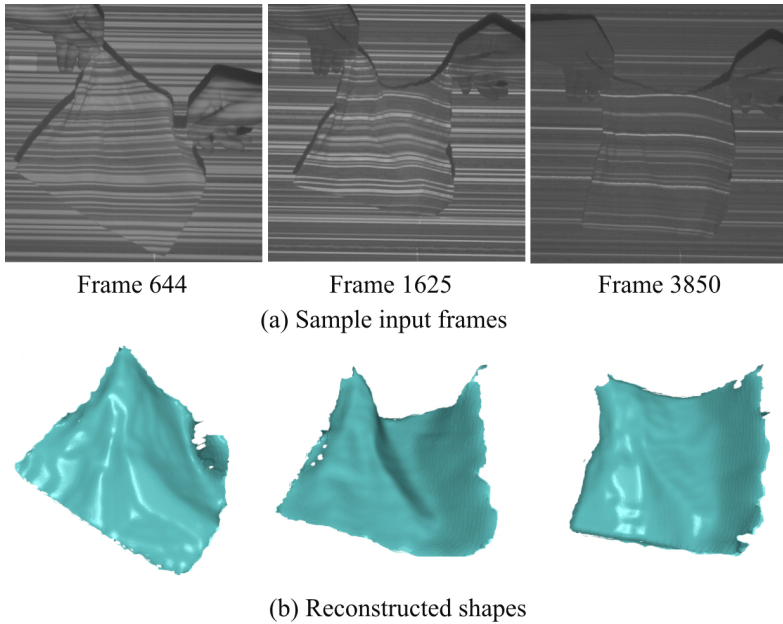 Frame 644
Frame 1625
Frame 3850
(a) Sample input frames
(b) Reconstructed shapes